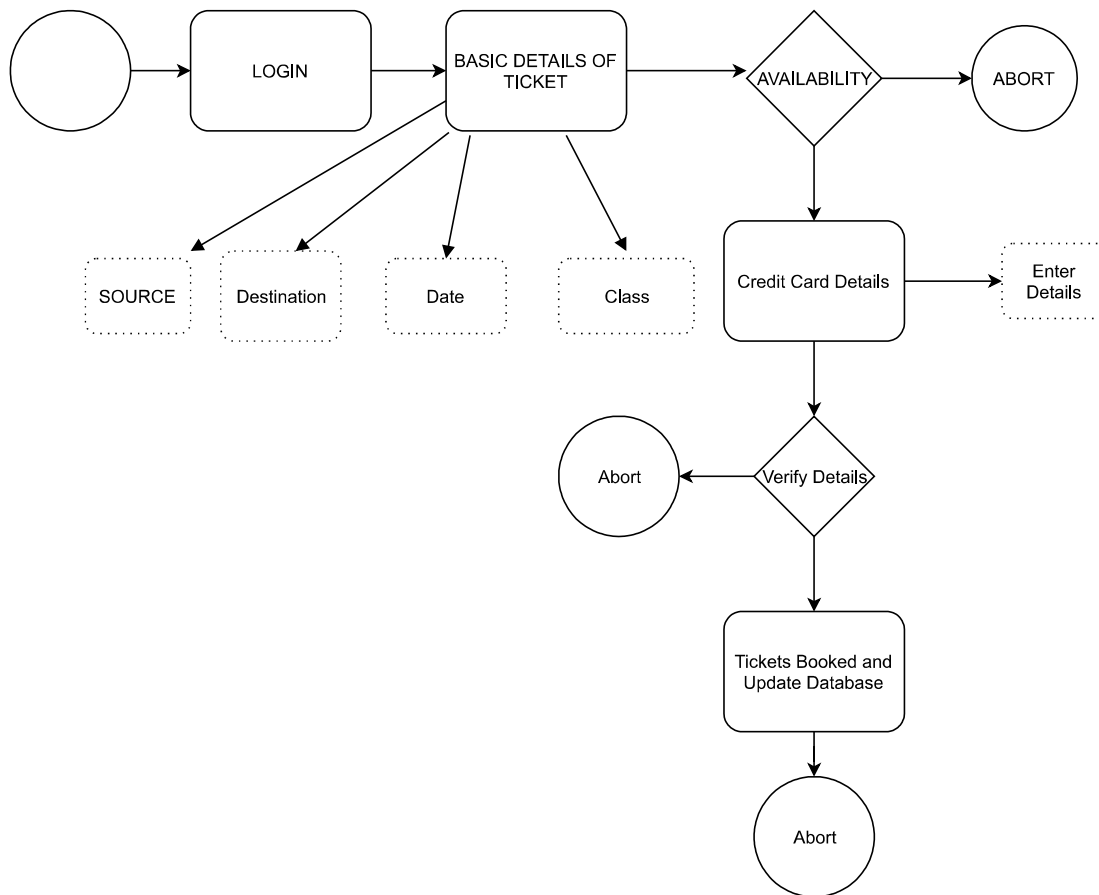 LOGIN
BASIC DETAILS OF
TICKET
AVAILABILITY
ABORT
SOURCE
Destination
Date
Class
Credit Card Details
Enter
Details
Abort
Verify Details
Tickets Booked and
Update Database
Abort